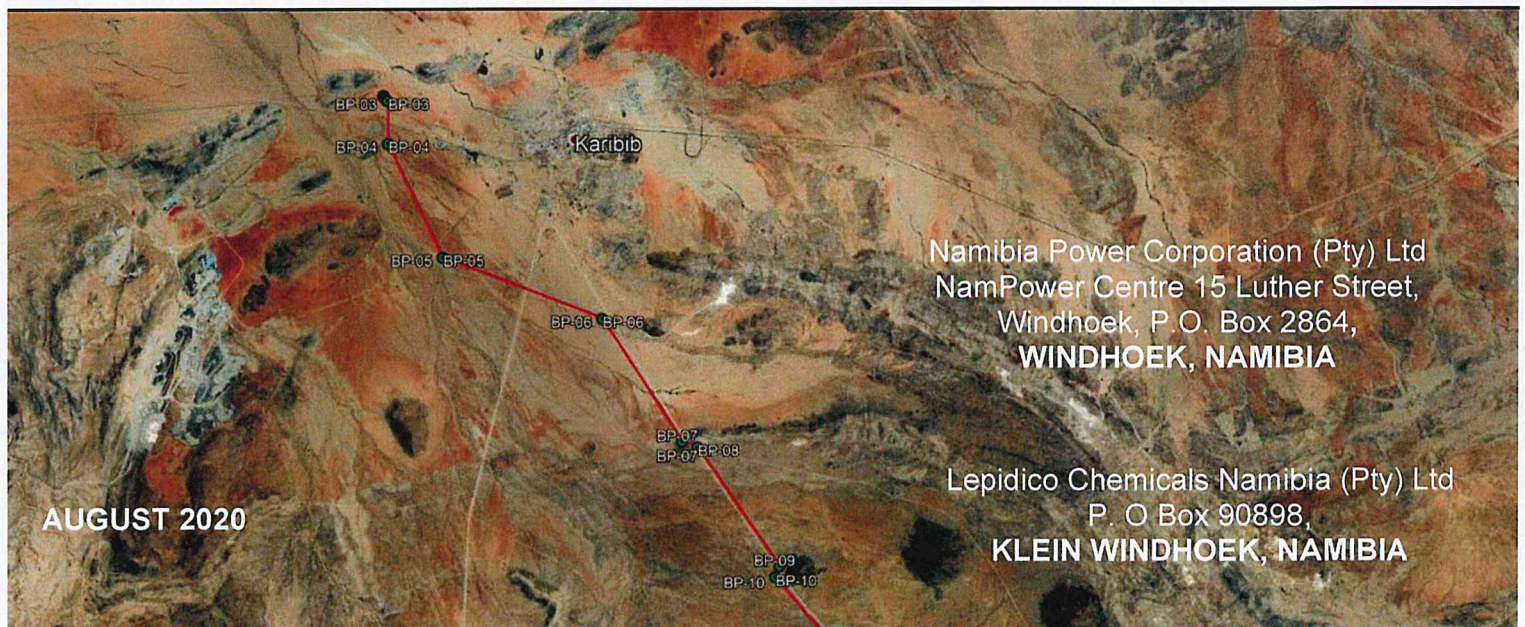 BP-03 BP-03
BP-04 BP-04
Karibib
BP-05 BP-05
Namibia Power Corporation (Pty) Ltd
NamPower Centre 15 Luther Street,
Windhoek, P.O. Box 2864,
WINDHOEK, NAMIBIA
BP-06 BP-06
BP-07
BP-07 BP-08
Lepidico Chemicals Namibia (Pty) Ltd
P. O Box 90898,
KLEIN WINDHOEK, NAMIBIA
AUGUST 2020
BP-09
BP-10 BP-10